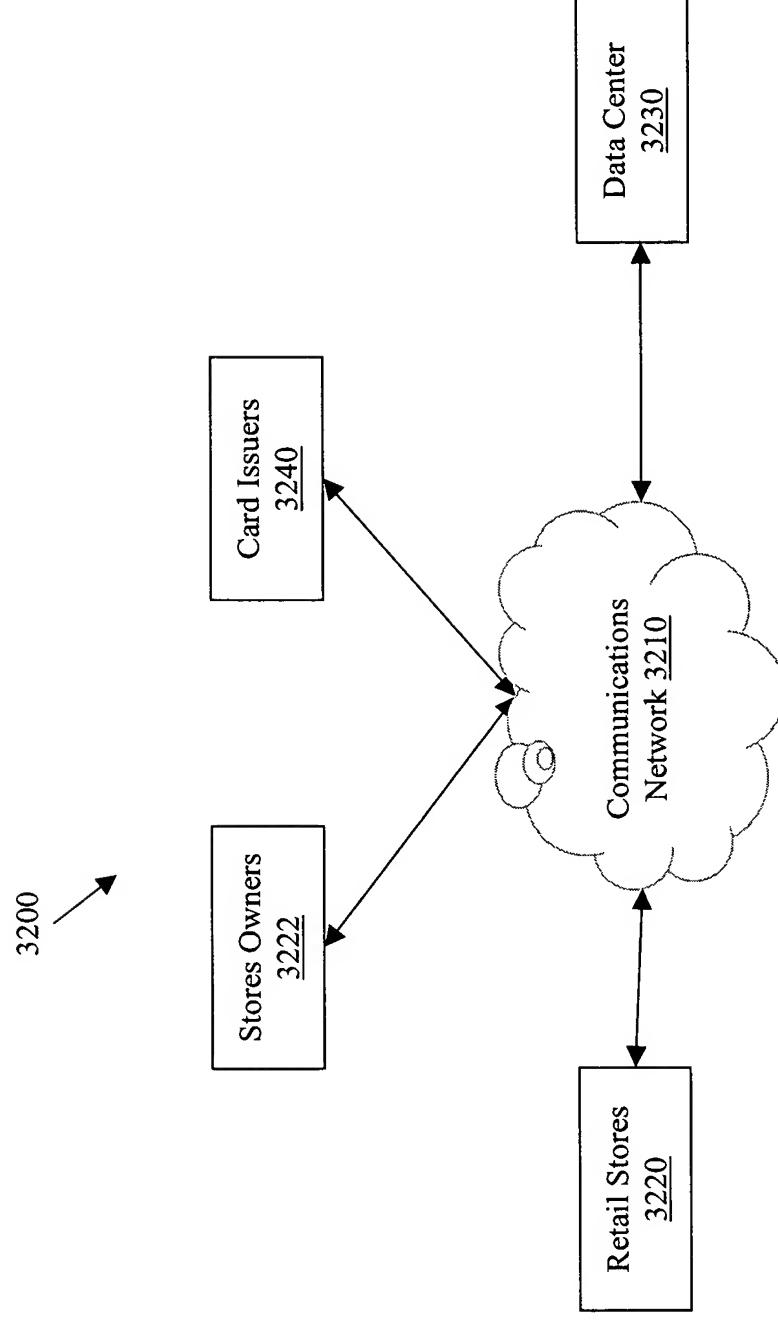 3200
Stores Owners
3222
Card Issuers
3240
Retail Stores
3220
Communications
Network 3210
Data Center
3230